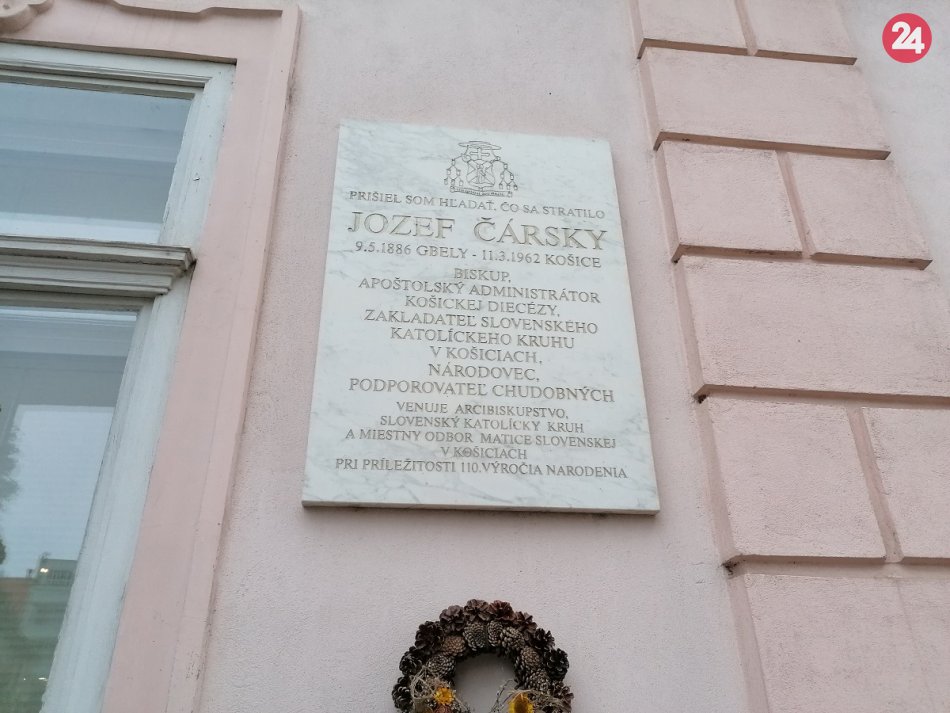 24
PRIŠIEL SOM HĽADAŤ, ČO SA STRATILO
JOZEF ČÁRSKY
9.5.1886 GBELY - 11.3.1962 KOŠICE
BISKUP,
APOŠTOLSKÝ ADMINISTRÁTOR
KOŠICKEJ DIECÉZY,
ZAKLADATEĽ SLOVENSKÉHO
KATOLÍCKEHO KRUHU
V KOŠICIACH,
NÁRODOVEC,
PODPOROVATEĽ CHUDOBNÝCH
VENUJE ARCIBISKUPSTVO,
SLOVENSKÝ KATOLÍCKY KRUH
A MIESTNY ODBOR MATICE SLOVENSKEJ
V KOŠICIACH
PRI PRÍLEŽITOSTI 110.VÝROČIA NARODENIA